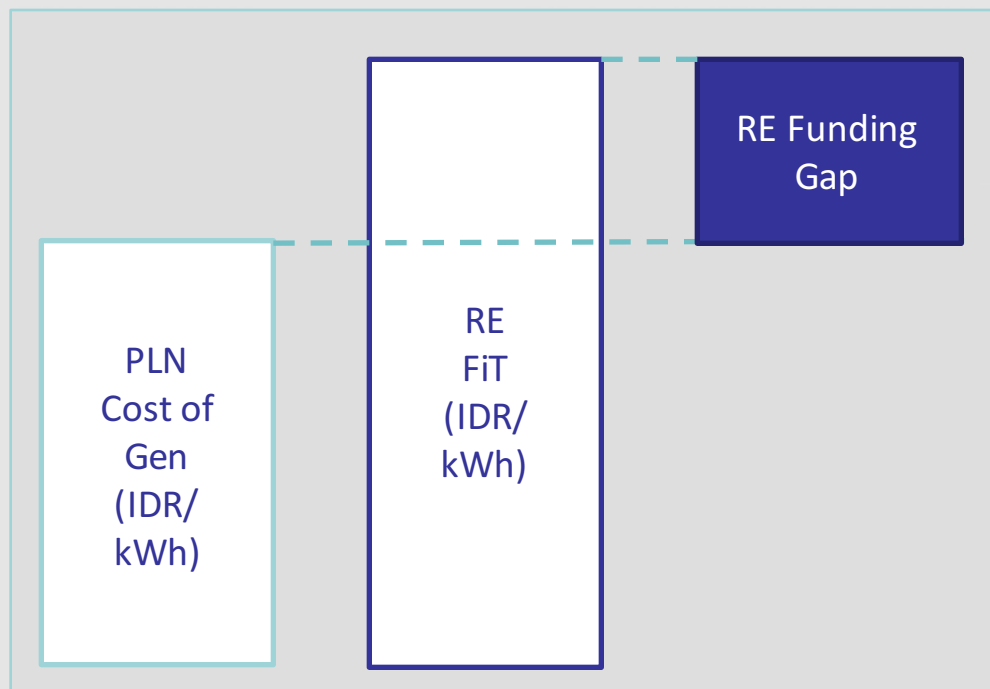 PLN
Cost of
Gen
(IDR/
kWh)
RE
FiT
(IDR/
kWh)
RE Funding
Gap